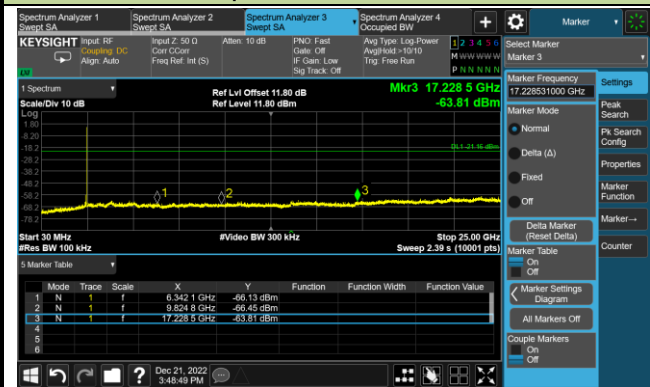 Spectrum Analyzer 1
Swept SA
Spectrum Analyzer 2
Swept SA
Spectrum Analyzer 3
Swept SA
Spectrum Analyzer 4
Occupied BW
+
Marker
KEYSIGHT
Input: RF
Coupling: DC
Align: Auto
Input Z: 50 Ω
Corr CCorr
Freq Ref: Int (S)
Atten: 10 dB
PNO: Fast
Gate: Off
IF Gain: Low
Sig Track: Off
Avg Type: Log-Power
Avg|Hold:>10/10
Trig: Free Run
1 2 3 4 5 6
M W W W W W
P N N N N N
LW
Select Marker
Marker 3
1 Spectrum
Scale/Div 10 dB
Ref Lvl Offset 11.80 dB
Ref Level 11.80 dBm
Mkr3 17.228 5 GHz
-63.81 dBm
Log
1.80
-8.20
-18.2
-28.2
-38.2
-48.2
-58.2
-68.2
-78.2
DL1 -21.16 dBm
1
2
3
Start 30 MHz
#Res BW 100 kHz
#Video BW 300 kHz
Stop 25.00 GHz
Sweep 2.39 s (10001 pts)
5 Marker Table
Mode Trace Scale X Y Function Function Width Function Value
1 N 1 f 6.342 1 GHz -66.13 dBm
2 N 1 f 9.824 8 GHz -66.45 dBm
3 N 1 f 17.228 5 GHz -63.81 dBm
4
5
6
Marker Frequency
17.228531000 GHz
Marker Mode
Normal
Delta (Δ)
Fixed
Off
Delta Marker
(Reset Delta)
Marker Table
On
Off
Marker Settings
Diagram
All Markers Off
Couple Markers
On
Off
Settings
Peak
Search
Pk Search
Config
Properties
Marker
Function
Marker→
Counter
?
Dec 21, 2022
3:48:49 PM